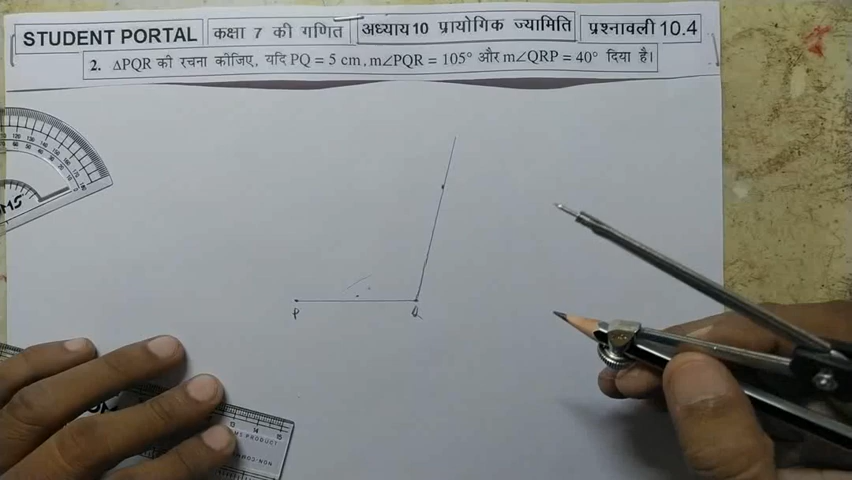 STUDENT PORTAL कक्षा 7 की गणित अध्याय 10 प्रायोगिक ज्यामिति प्रश्नावली 10.4
2. ΔPQR की रचना कीजिए, यदि PQ = 5 cm, m∠PQR = 105° और m∠QRP = 40° दिया है।
P Q